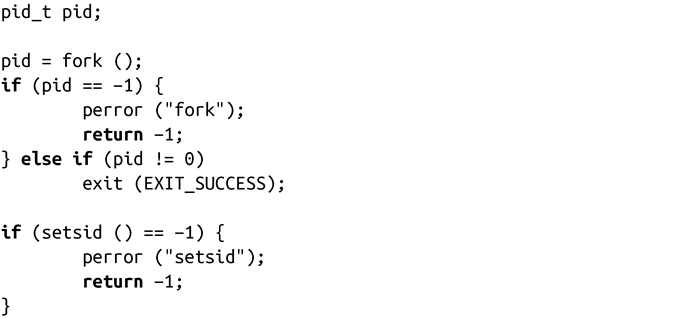 pid_t pid;

pid = fork ();
if (pid == -1) {
        perror ("fork");
        return -1;
} else if (pid != 0)
        exit (EXIT_SUCCESS);

if (setsid () == -1) {
        perror ("setsid");
        return -1;
}